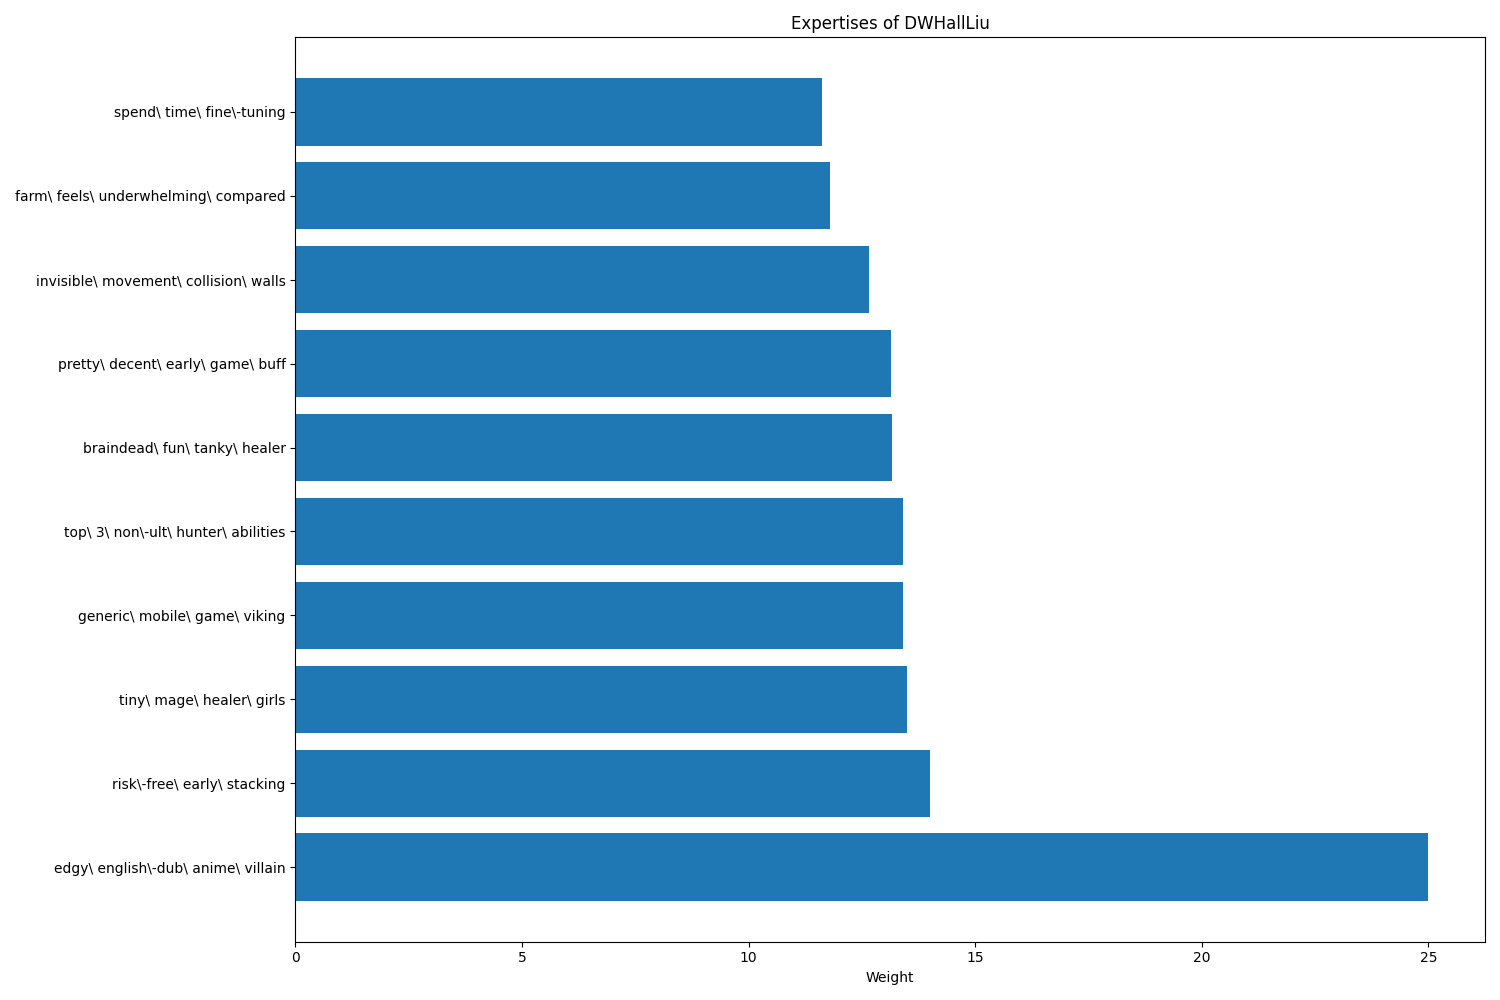 Expertises of DWHallLiu
spend\ time\ fine\-tuning
farm\ feels\ underwhelming\ compared
invisible\ movement\ collision\ walls
pretty\ decent\ early\ game\ buff
braindead\ fun\ tanky\ healer
top\ 3\ non\-ult\ hunter\ abilities
generic\ mobile\ game\ viking
tiny\ mage\ healer\ girls
risk\-free\ early\ stacking
edgy\ english\-dub\ anime\ villain
0 5 10 15 20 25
Weight